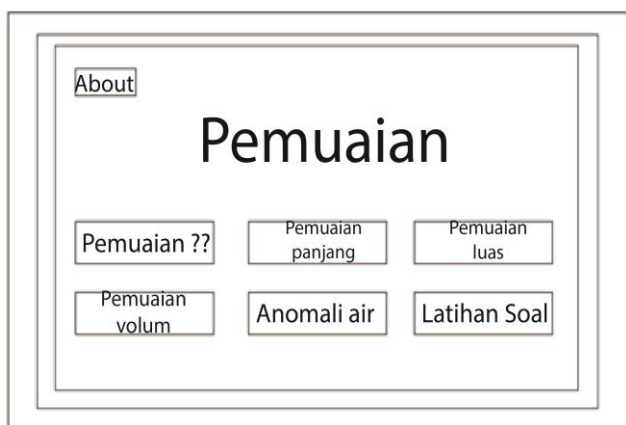 About
Pemuaian
Pemuaian ??
Pemuaian
panjang
Pemuaian
luas
Pemuaian
volum
Anomali air
Latihan Soal